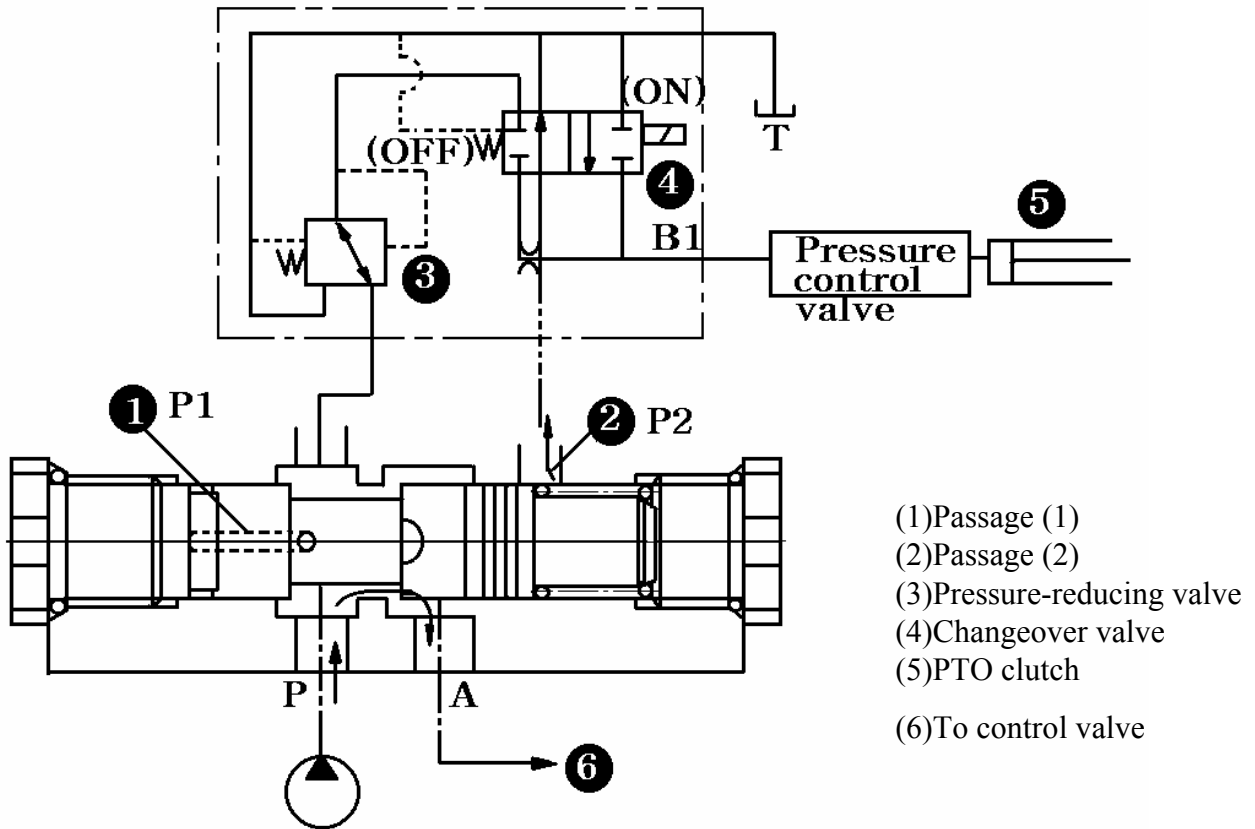 (ON)
T
(OFF)
4
5
B1
Pressure
control
valve
3
1 P1
2 P2
P
A
6
(1)Passage (1)
(2)Passage (2)
(3)Pressure-reducing valve
(4)Changeover valve
(5)PTO clutch
(6)To control valve